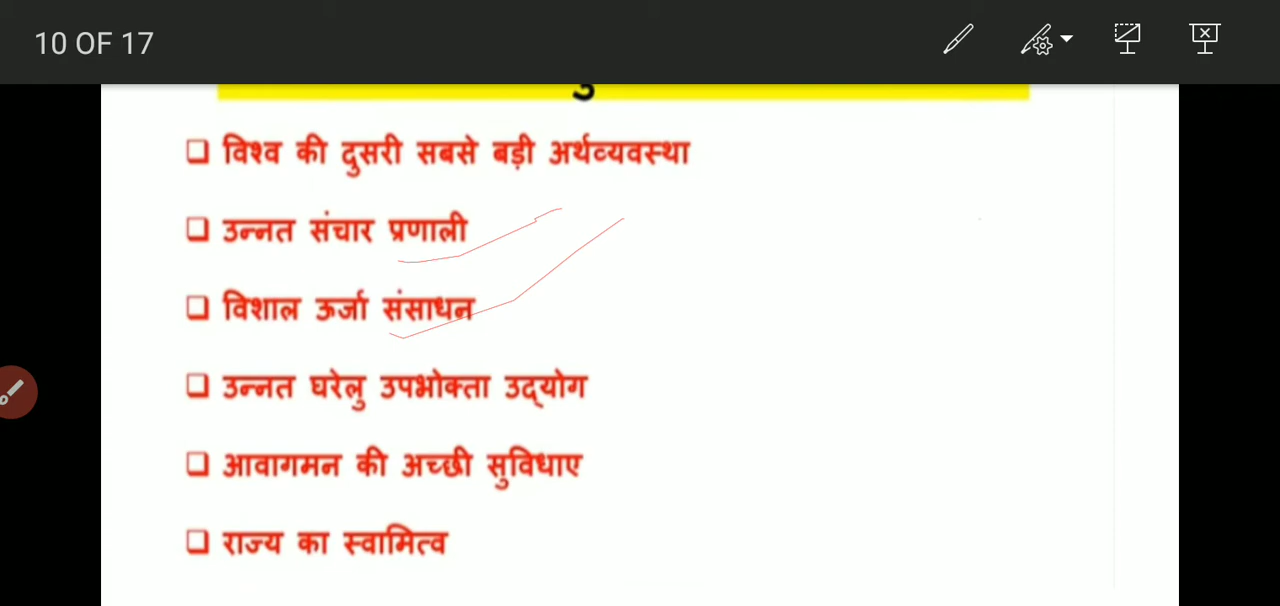 10 OF 17
❑ विश्व की दुसरी सबसे बड़ी अर्थव्यवस्था
❑ उन्नत संचार प्रणाली
❑ विशाल ऊर्जा संसाधन
❑ उन्नत घरेलु उपभोक्ता उद्योग
❑ आवागमन की अच्छी सुविधाए
❑ राज्य का स्वामित्व